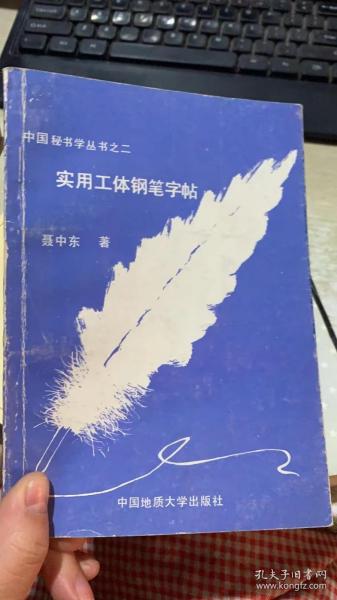 中国秘书学丛书之二
实用工体钢笔字帖
聂中东 著
中国地质大学出版社
孔夫子旧书网
www.kongfz.com